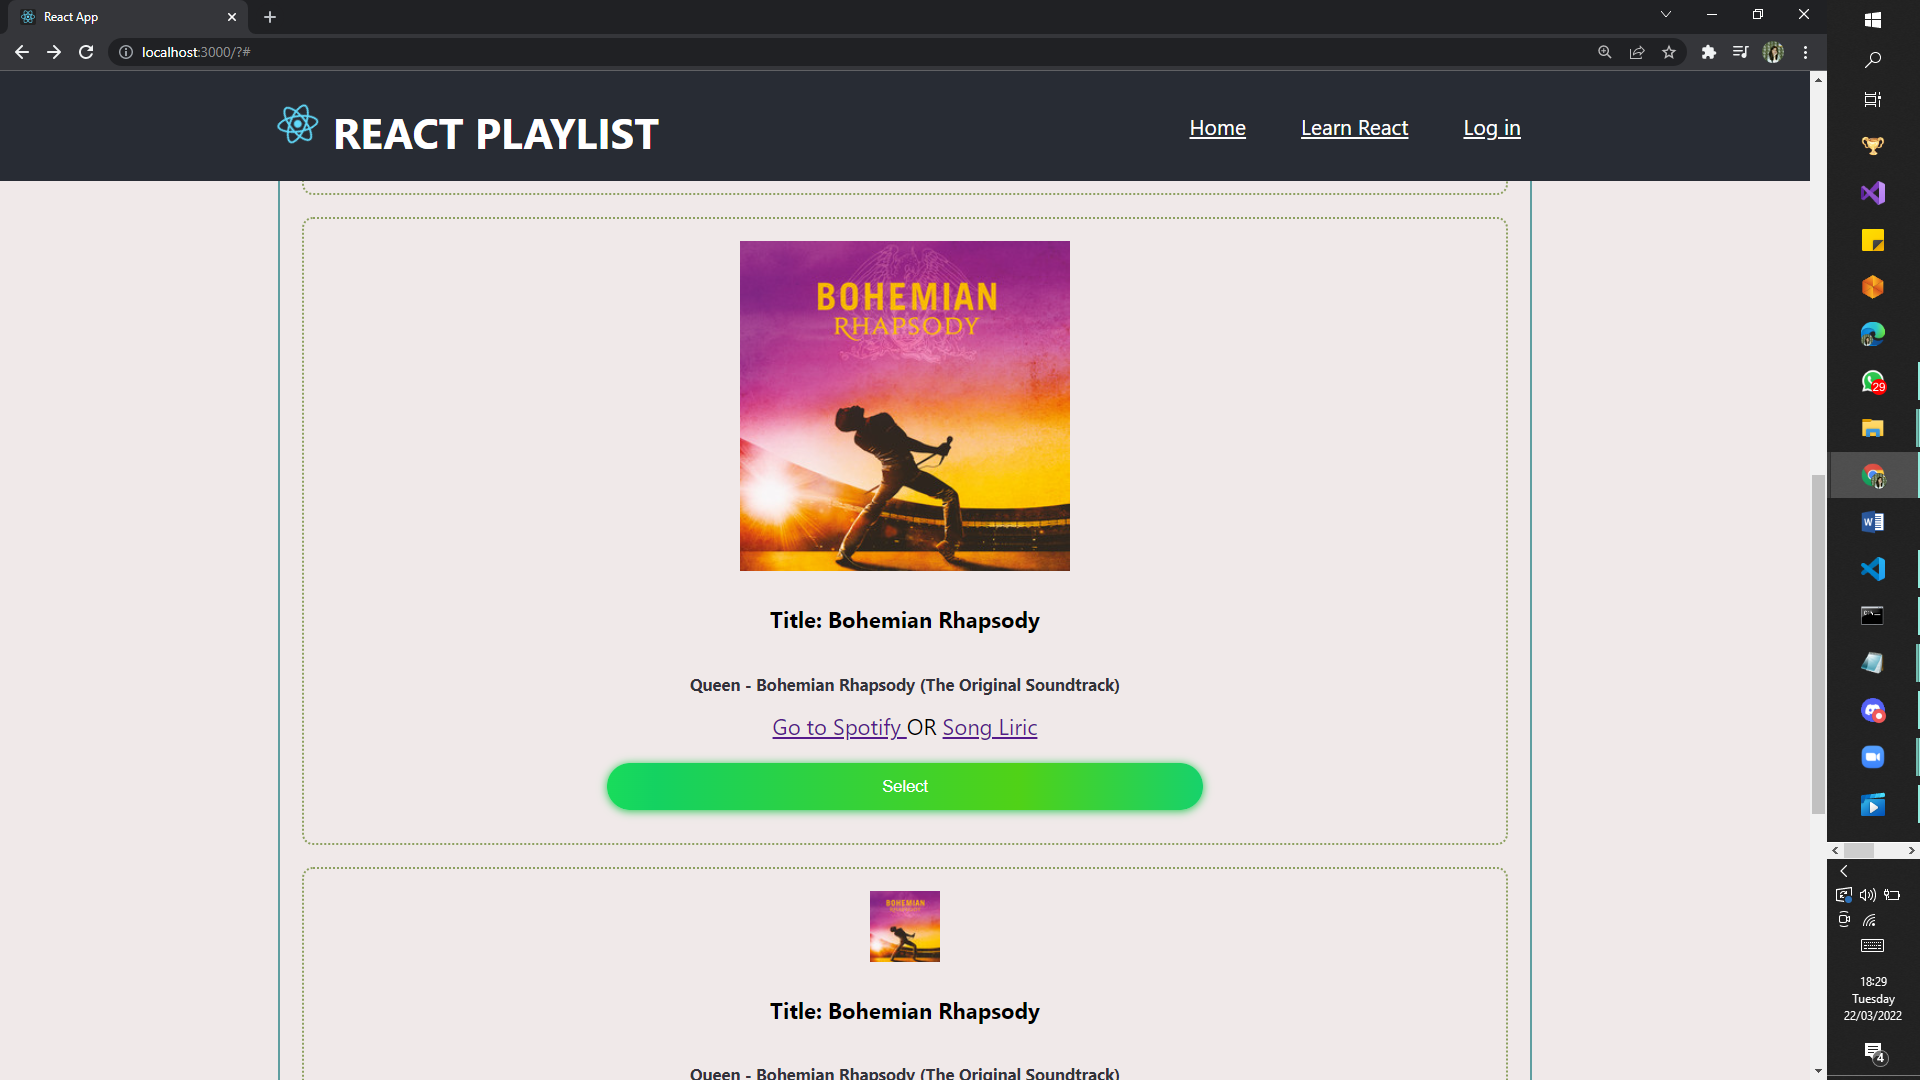 React App
localhost:3000/?#
REACT PLAYLIST
Home
Learn React
Log in
BOHEMIAN
RHAPSODY
Title: Bohemian Rhapsody
Queen - Bohemian Rhapsody (The Original Soundtrack)
Go to Spotify OR Song Liric
Select
BOHEMIAN
RHAPSODY
Title: Bohemian Rhapsody
Queen - Bohemian Rhapsody (The Original Soundtrack)
29
18:29
Tuesday
22/03/2022
4